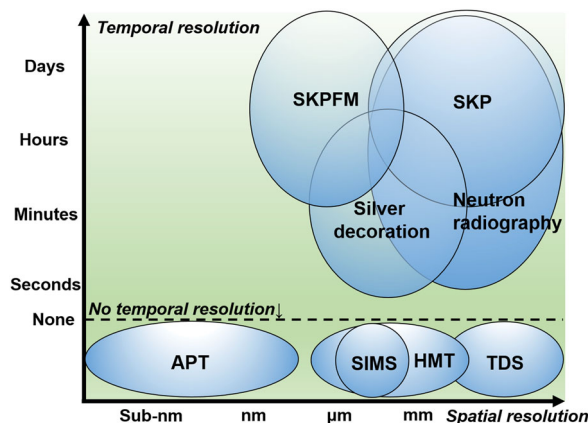 Temporal resolution
Days
SKPFM
SKP
Hours
Minutes
Silver
decoration
Neutron
radiography
Seconds
No temporal resolution↓
None
APT
SIMS
HMT
TDS
Sub-nm
nm
µm
mm
Spatial resolution